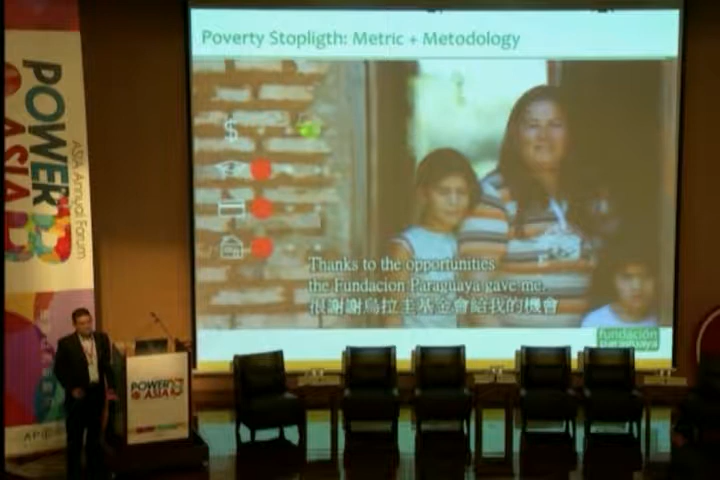 Poverty Stopligth: Metric + Metodology
$
Thanks to the opportunities
the Fundacion Paraguaya gave me.
很謝謝烏拉圭基金會給我的機會
fundación
paraguaya
POWER
ASIA
ASIA Annual Forum
POWER
ASIA